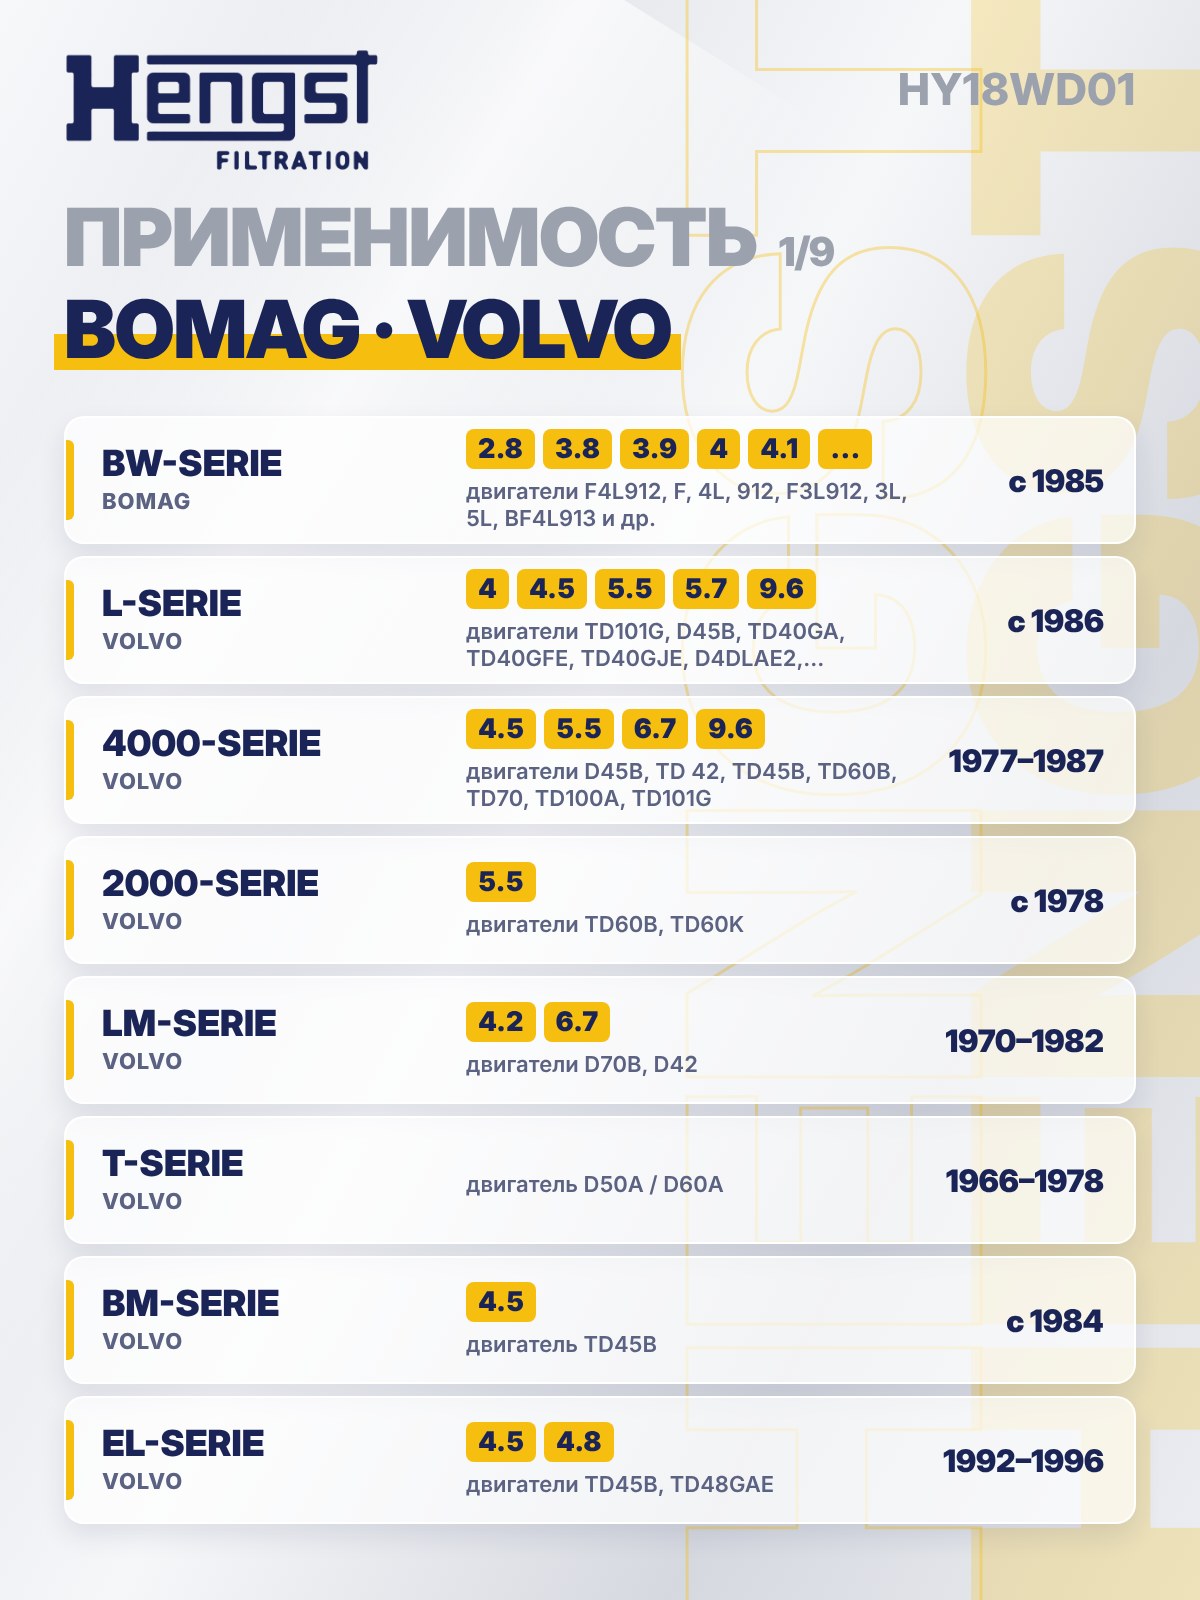 Hengst
FILTRATION
HY18WD01
ПРИМЕНИМОСТЬ 1/9
BOMAG · VOLVO
BW-SERIE
BOMAG
2.8 3.8 3.9 4 4.1 ...
двигатели F4L912, F, 4L, 912, F3L912, 3L,
5L, BF4L913 и др.
с 1985
L-SERIE
VOLVO
4 4.5 5.5 5.7 9.6
двигатели TD101G, D45B, TD40GA,
TD40GFE, TD40GJE, D4DLAE2,...
с 1986
4000-SERIE
VOLVO
4.5 5.5 6.7 9.6
двигатели D45B, TD 42, TD45B, TD60B,
TD70, TD100A, TD101G
1977–1987
2000-SERIE
VOLVO
5.5
двигатели TD60B, TD60K
с 1978
LM-SERIE
VOLVO
4.2 6.7
двигатели D70B, D42
1970–1982
T-SERIE
VOLVO
двигатель D50A / D60A
1966–1978
BM-SERIE
VOLVO
4.5
двигатель TD45B
с 1984
EL-SERIE
VOLVO
4.5 4.8
двигатели TD45B, TD48GAE
1992–1996
HENGST
HENGST